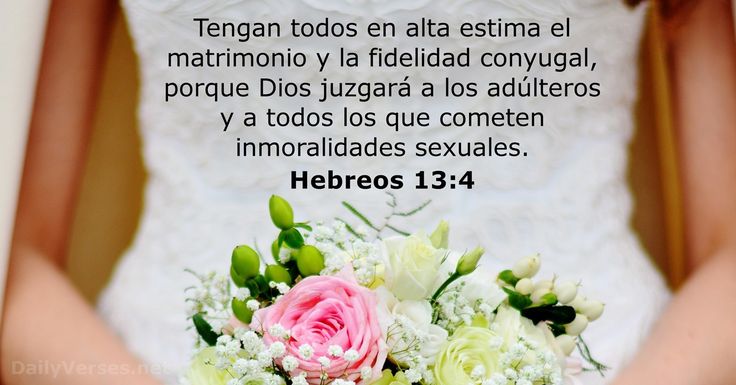 Tengan todos en alta estima el
matrimonio y la fidelidad conyugal,
porque Dios juzgará a los adúlteros
y a todos los que cometen
inmoralidades sexuales.
Hebreos 13:4
DailyVerses.net